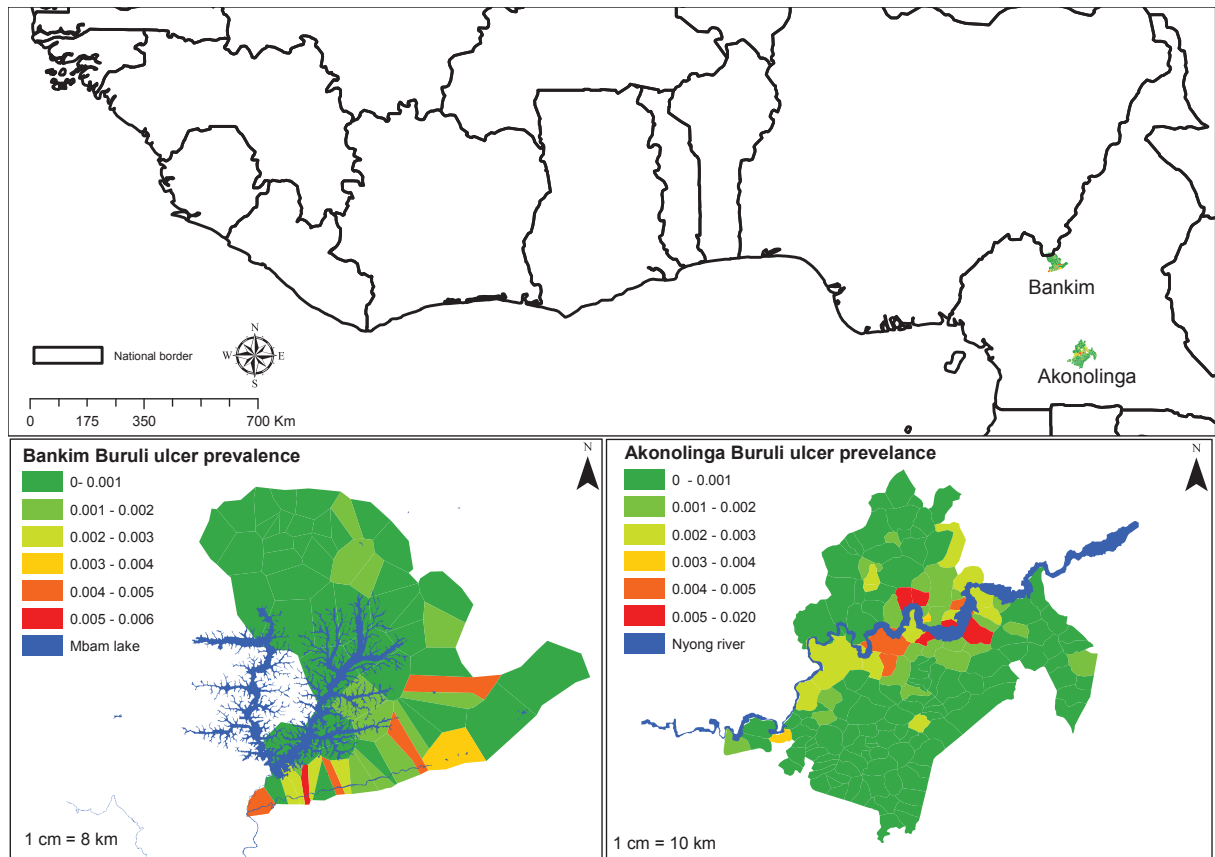 Bankim
Akonolinga
N
W
E
S
National border
0 175 350 700 Km
Bankim Buruli ulcer prevalence
N
0- 0.001
0.001 - 0.002
0.002 - 0.003
0.003 - 0.004
0.004 - 0.005
0.005 - 0.006
Mbam lake
1 cm = 8 km
Akonolinga Buruli ulcer prevelance
N
0 - 0.001
0.001 - 0.002
0.002 - 0.003
0.003 - 0.004
0.004 - 0.005
0.005 - 0.020
Nyong river
1 cm = 10 km